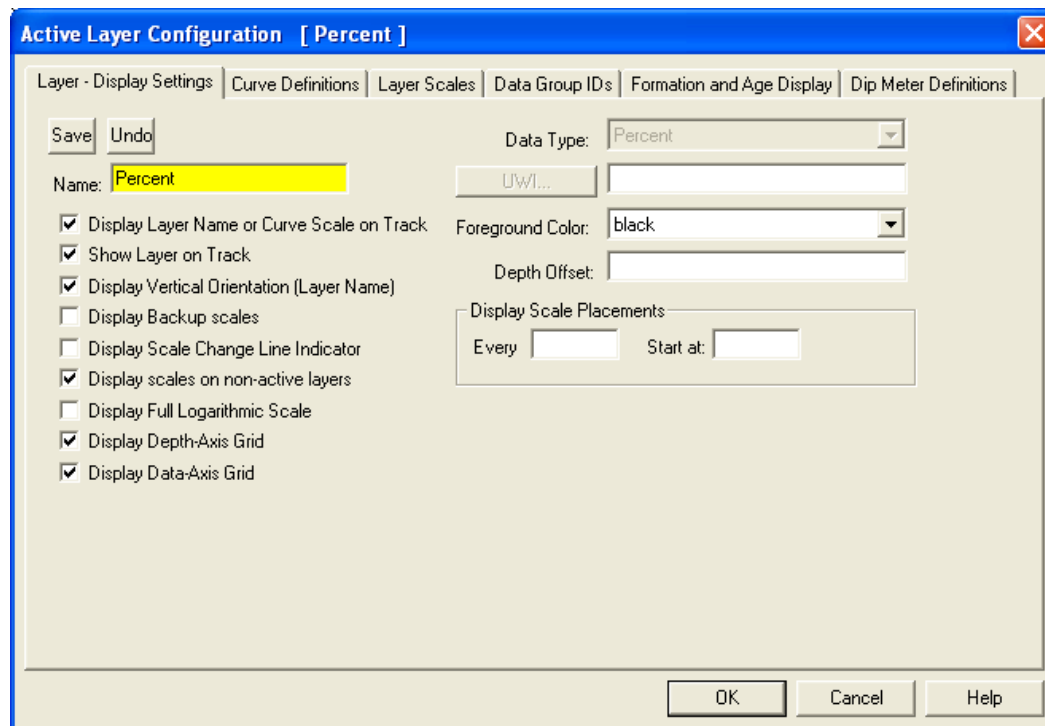 Active Layer Configuration [ Percent ]
Layer - Display Settings
Curve Definitions
Layer Scales
Data Group IDs
Formation and Age Display
Dip Meter Definitions
Save
Undo
Name:
Percent
Display Layer Name or Curve Scale on Track
Show Layer on Track
Display Vertical Orientation (Layer Name)
Display Backup scales
Display Scale Change Line Indicator
Display scales on non-active layers
Display Full Logarithmic Scale
Display Depth-Axis Grid
Display Data-Axis Grid
Data Type:
Percent
UWI...
Foreground Color:
black
Depth Offset:
Display Scale Placements
Every
Start at:
OK
Cancel
Help